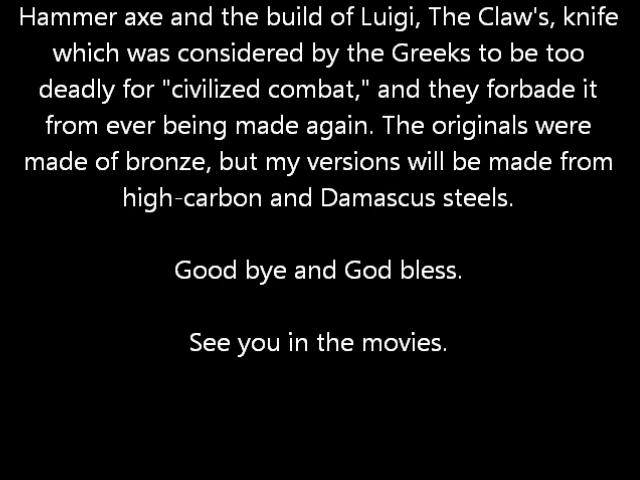 Hammer axe and the build of Luigi, The Claw's, knife
which was considered by the Greeks to be too
deadly for "civilized combat," and they forbade it
from ever being made again. The originals were
made of bronze, but my versions will be made from
high-carbon and Damascus steels.
Good bye and God bless.
See you in the movies.